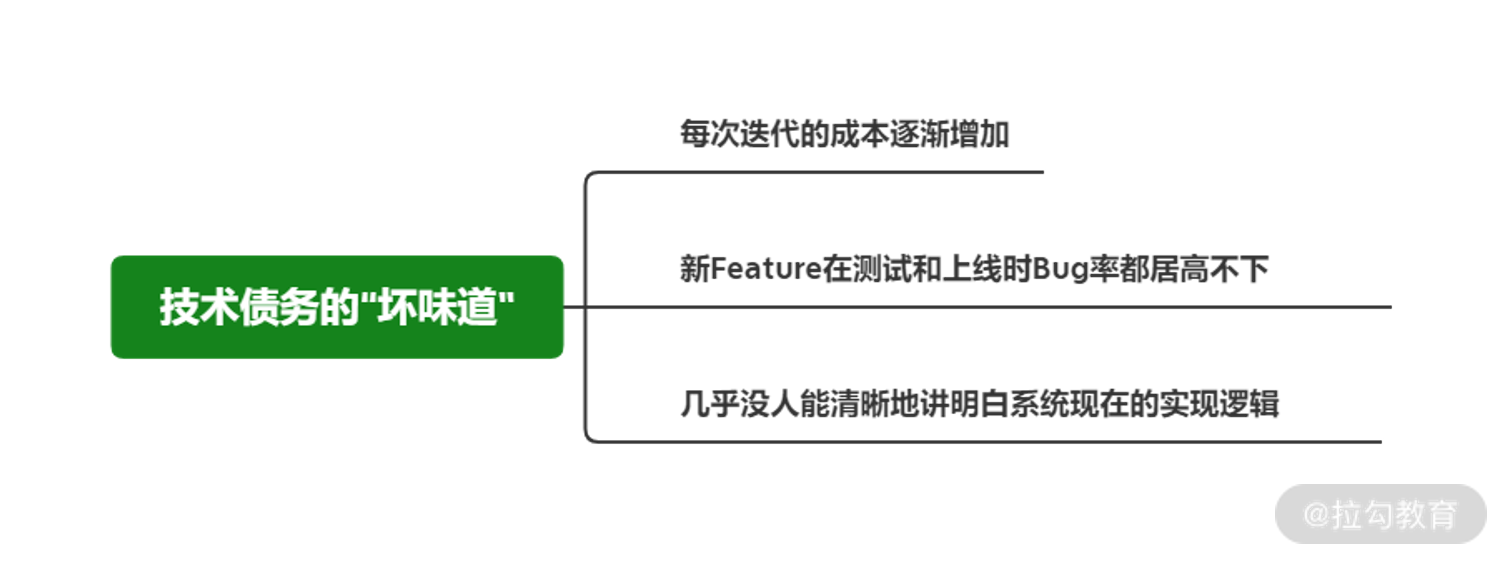 每次迭代的成本逐渐增加
新Feature在测试和上线时Bug率都居高不下
技术债务的“坏味道"
几乎没人能清晰地讲明白系统现在的实现逻辑
@拉勾教育